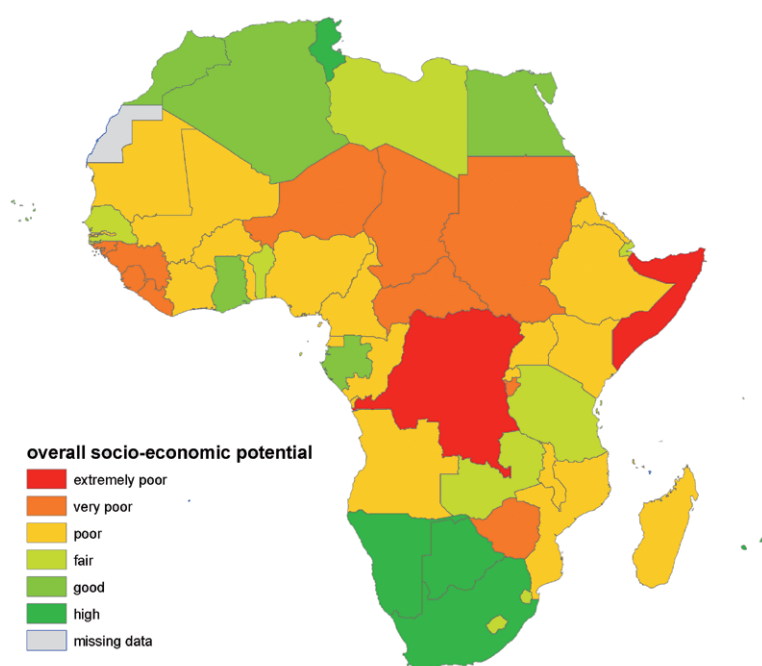 overall socio-economic potential
extremely poor
very poor
poor
fair
good
high
missing data